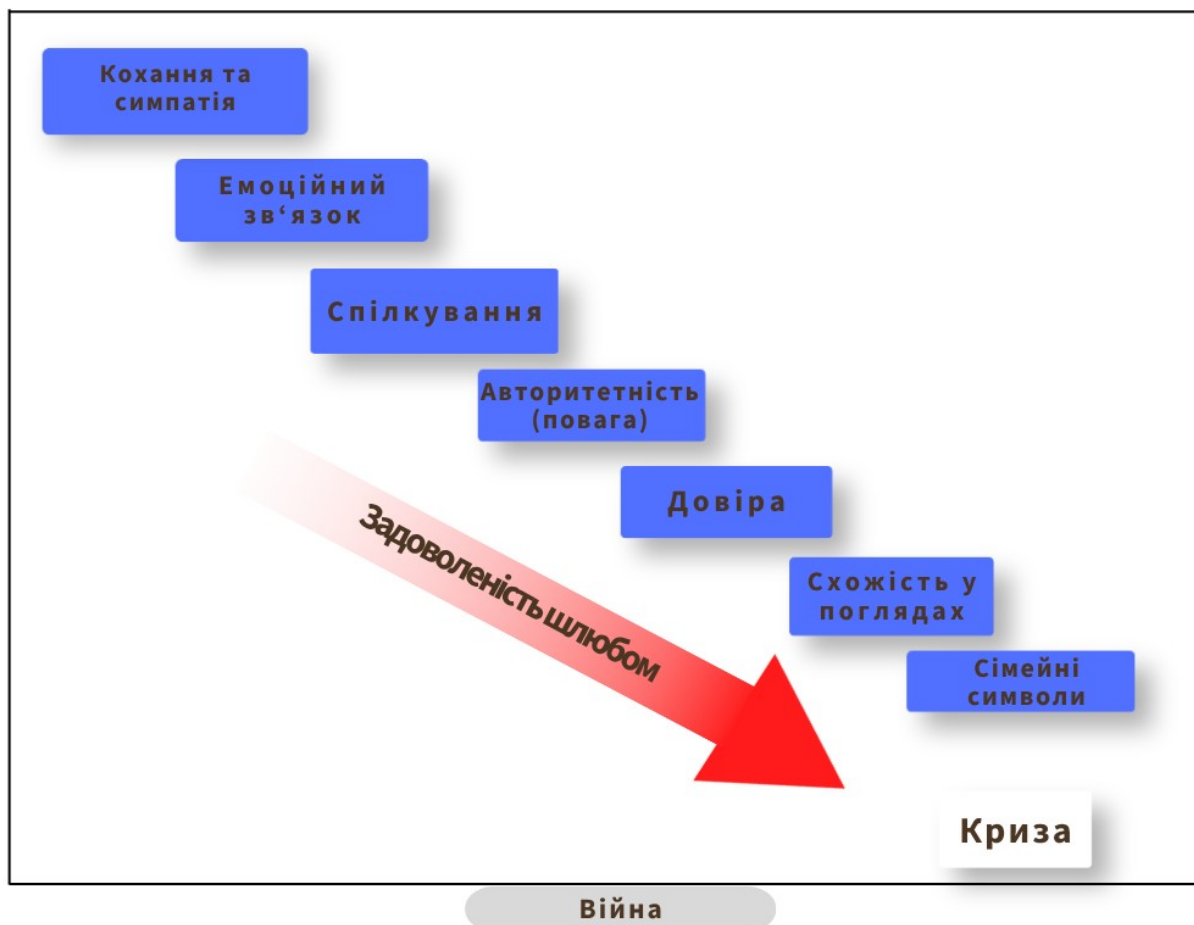 Кохання та
симпатія
Емоційний
зв‘язок
Спілкування
Авторитетність
(повага)
Довіра
Схожість у
поглядах
Сімейні
символи
Задоволеність шлюбом
Криза
Війна